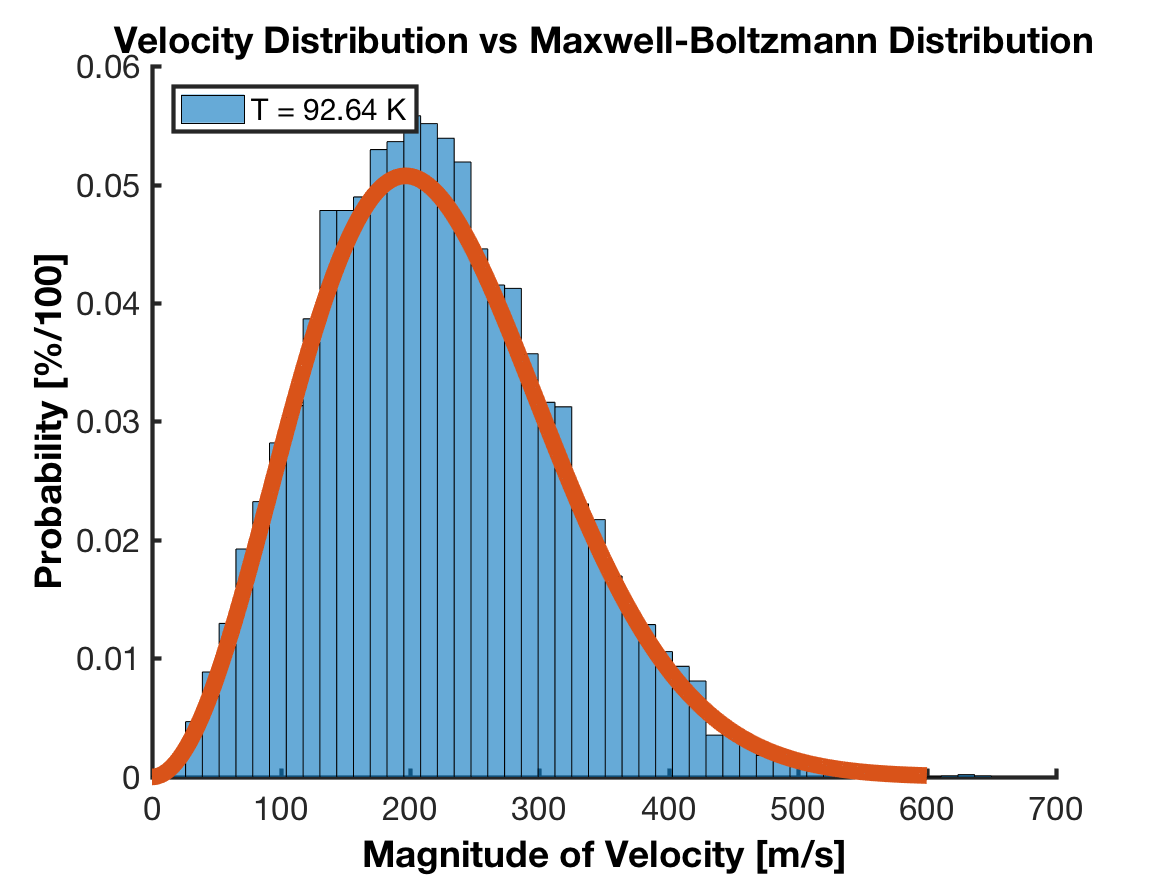 Velocity Distribution vs Maxwell-Boltzmann Distribution
T = 92.64 K
Probability [%/100]
0.06
0.05
0.04
0.03
0.02
0.01
0
0 100 200 300 400 500 600 700
Magnitude of Velocity [m/s]